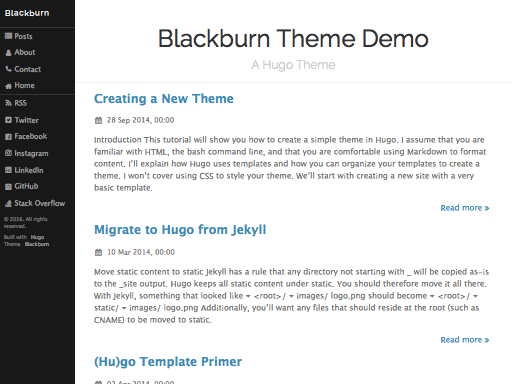 Blackburn
Posts
About
Contact
Home
RSS
Twitter
Facebook
Instagram
LinkedIn
GitHub
Stack Overflow
© 2016. All rights
reserved.
Built with Hugo
Theme Blackburn
Blackburn Theme Demo
A Hugo Theme
Creating a New Theme
28 Sep 2014, 00:00
Introduction This tutorial will show you how to create a simple theme in Hugo. I assume that you are
familiar with HTML, the bash command line, and that you are comfortable using Markdown to format
content. I'll explain how Hugo uses templates and how you can organize your templates to create a
theme. I won't cover using CSS to style your theme. We'll start with creating a new site with a very
basic template.
Read more »
Migrate to Hugo from Jekyll
10 Mar 2014, 00:00
Move static content to static Jekyll has a rule that any directory not starting with _ will be copied as-is
to the _site output. Hugo keeps all static content under static. You should therefore move it all there.
With Jekyll, something that looked like ▾ <root>/ ▾ images/ logo.png should become ▾ <root>/ ▾
static/ ▾ images/ logo.png Additionally, you'll want any files that should reside at the root (such as
CNAME) to be moved to static.
Read more »
(Hu)go Template Primer
02 Apr 2014, 00:00